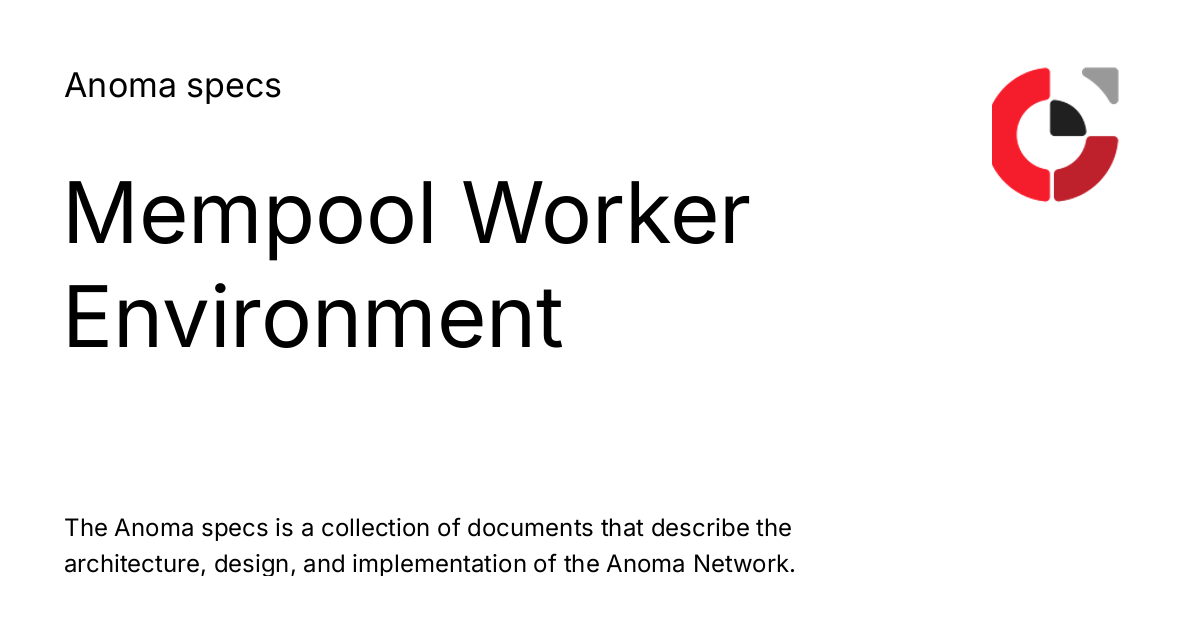 Anoma specs
Mempool Worker
Environment
The Anoma specs is a collection of documents that describe the
architecture, design, and implementation of the Anoma Network.